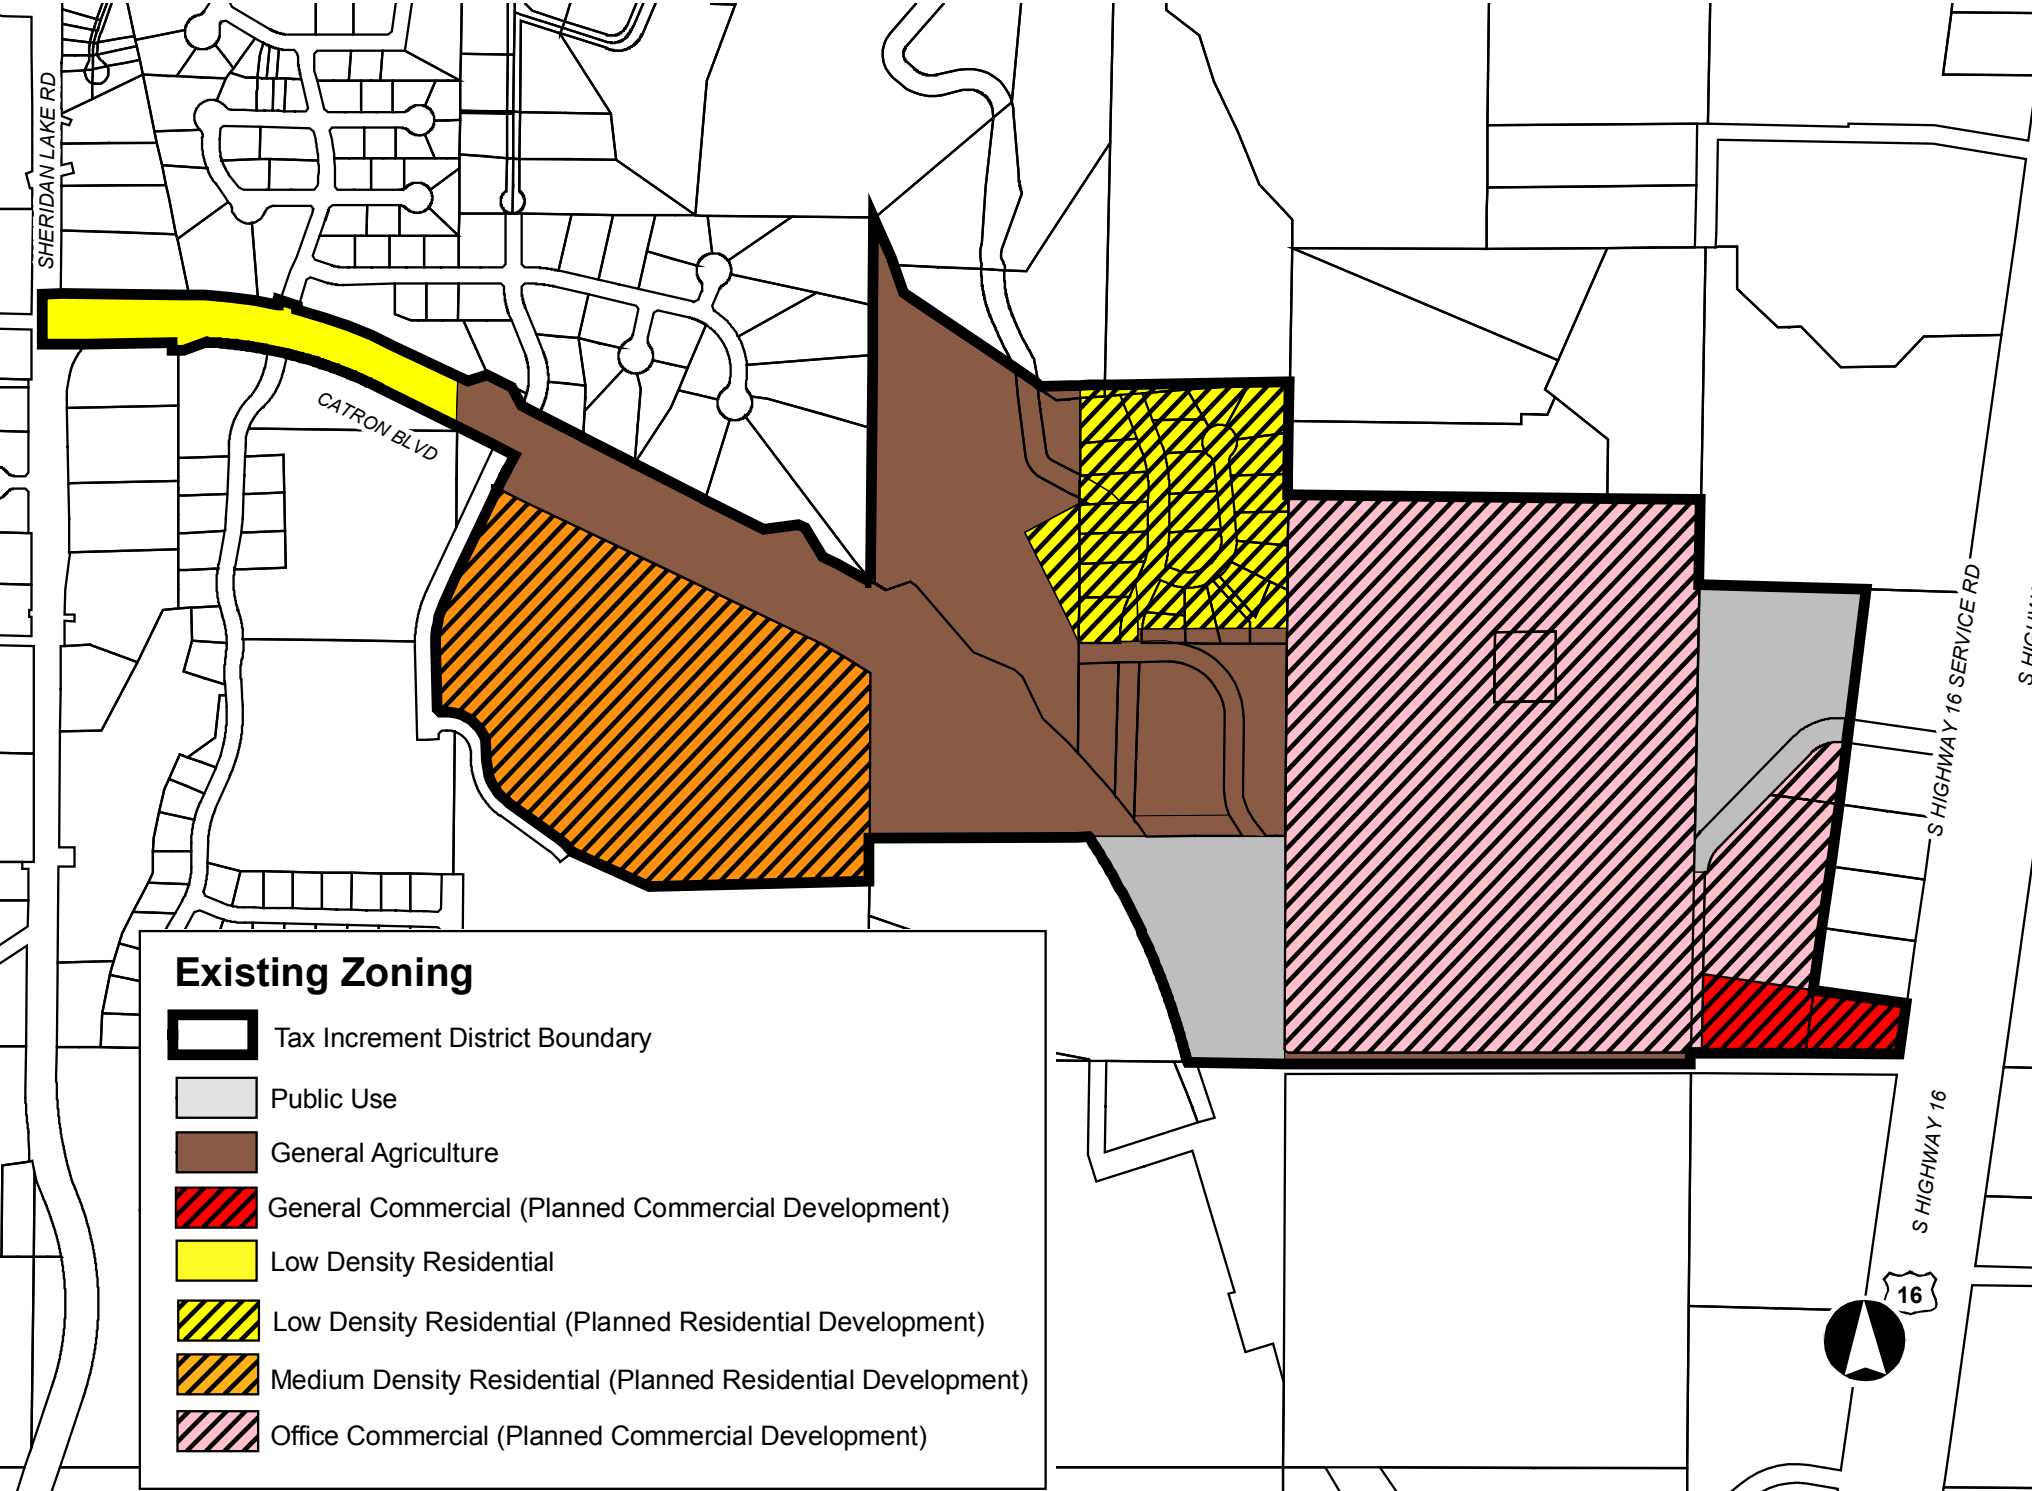 SHERIDAN LAKE RD
CATRON BLVD
S HIGHWAY 16 SERVICE RD
S HIGHWAY 16
16
Existing Zoning
Tax Increment District Boundary
Public Use
General Agriculture
General Commercial (Planned Commercial Development)
Low Density Residential
Low Density Residential (Planned Residential Development)
Medium Density Residential (Planned Residential Development)
Office Commercial (Planned Commercial Development)